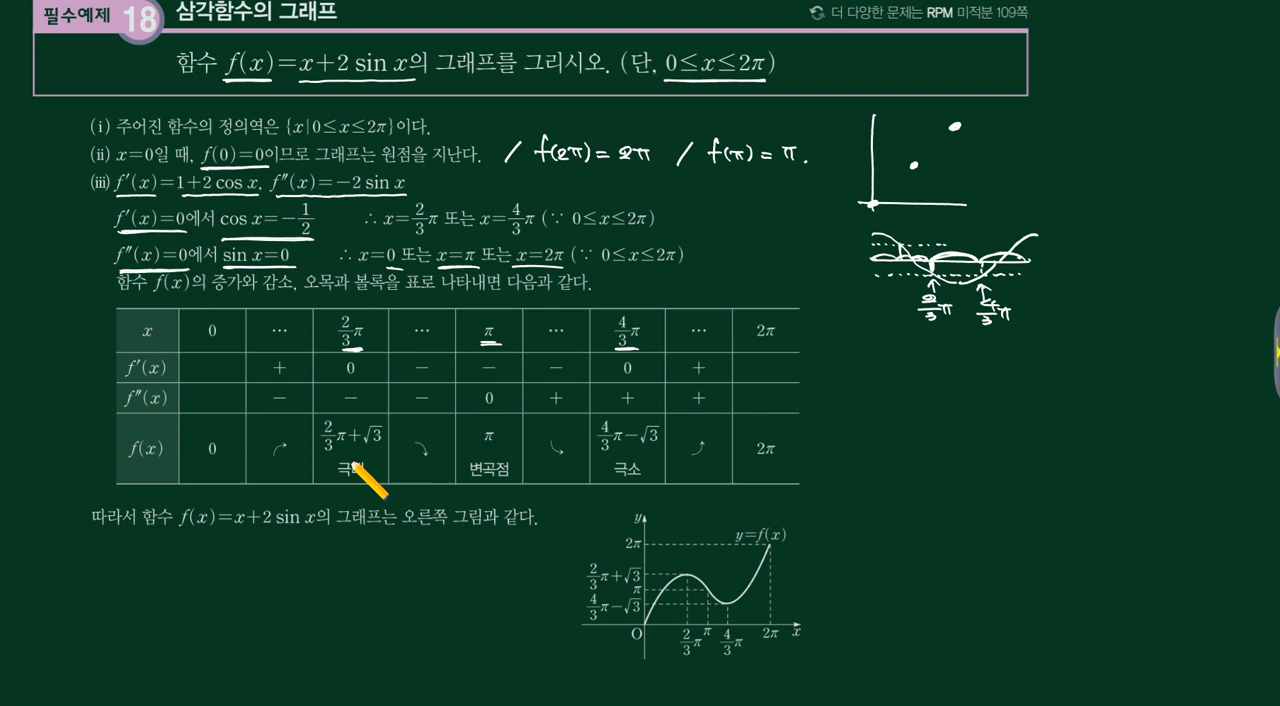 필수예제 18 삼각함수의 그래프
더 다양한 문제는 RPM 미적분 109쪽
함수 f(x)=x+2 sin x의 그래프를 그리시오. (단, 0≤x≤2π)
(ⅰ) 주어진 함수의 정의역은 {x|0≤x≤2π}이다.
(ⅱ) x=0일 때, f(0)=0이므로 그래프는 원점을 지난다. / f(2π)=2π / f(π)=π.
(ⅲ) f′(x)=1+2 cos x, f″(x)=−2 sin x
f′(x)=0에서 cos x=−1/2 ∴ x=2/3π 또는 x=4/3π (∵ 0≤x≤2π)
f″(x)=0에서 sin x=0 ∴ x=0 또는 x=π 또는 x=2π (∵ 0≤x≤2π)
함수 f(x)의 증가와 감소, 오목과 볼록을 표로 나타내면 다음과 같다.
2/3π 4/3π
x 0 ⋯ 2/3π ⋯ π ⋯ 4/3π ⋯ 2π
f′(x) + 0 − − − 0 +
f″(x) − − − 0 + + +
f(x) 0 2/3π+√3 π 4/3π−√3 2π
변곡점 극소
따라서 함수 f(x)=x+2 sin x의 그래프는 오른쪽 그림과 같다.
y
y=f(x)
2π
2/3π+√3
π
4/3π−√3
O 2/3π π 4/3π 2π x